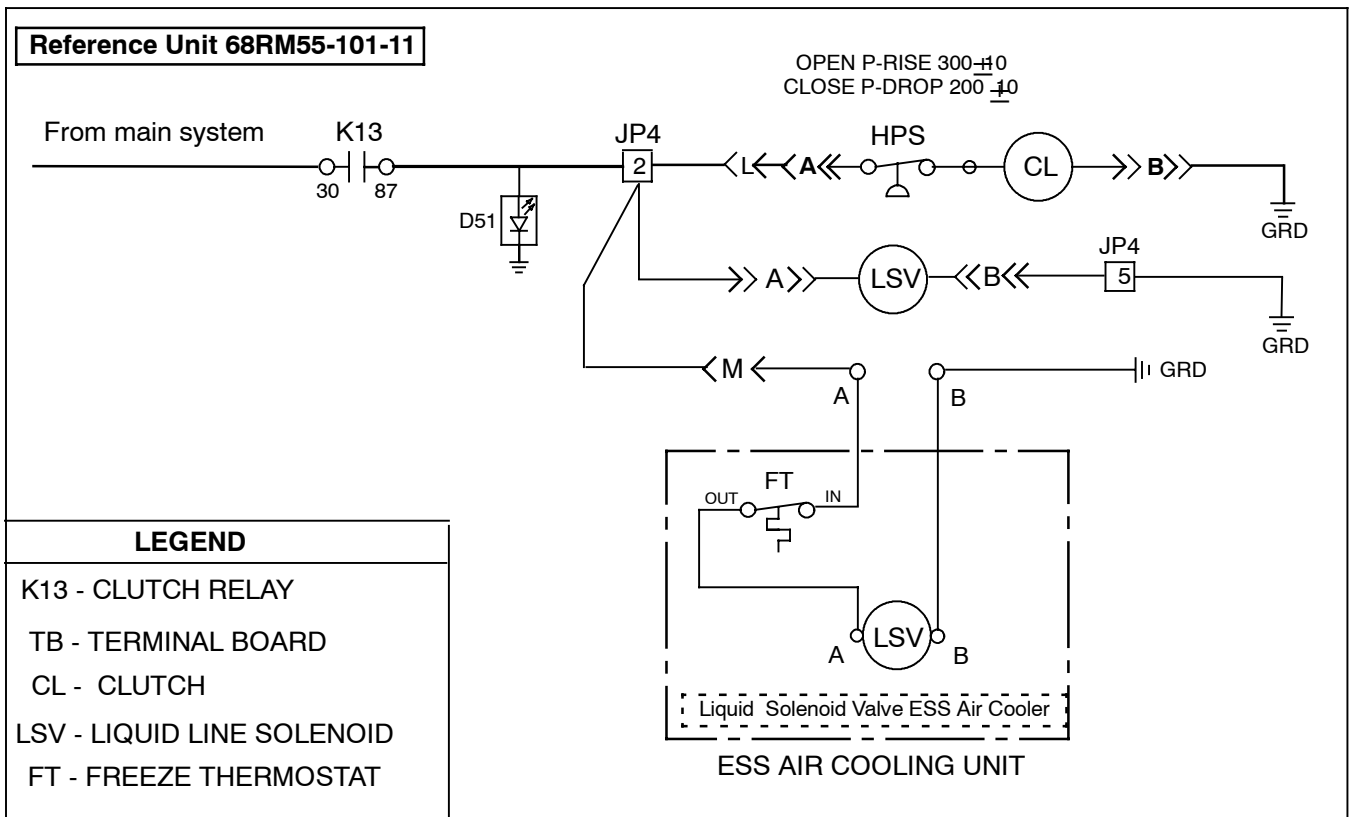 Reference Unit 68RM55-101-11
OPEN P-RISE 300 ±10
CLOSE P-DROP 200 ±10
From main system
K13
30
87
JP4
2
L
A
HPS
CL
B
GRD
D51
A
LSV
B
JP4
5
GRD
M
A
B
GRD
FT
OUT
IN
A
LSV
B
Liquid Solenoid Valve ESS Air Cooler
ESS AIR COOLING UNIT
LEGEND
K13 - CLUTCH RELAY
TB - TERMINAL BOARD
CL - CLUTCH
LSV - LIQUID LINE SOLENOID
FT - FREEZE THERMOSTAT